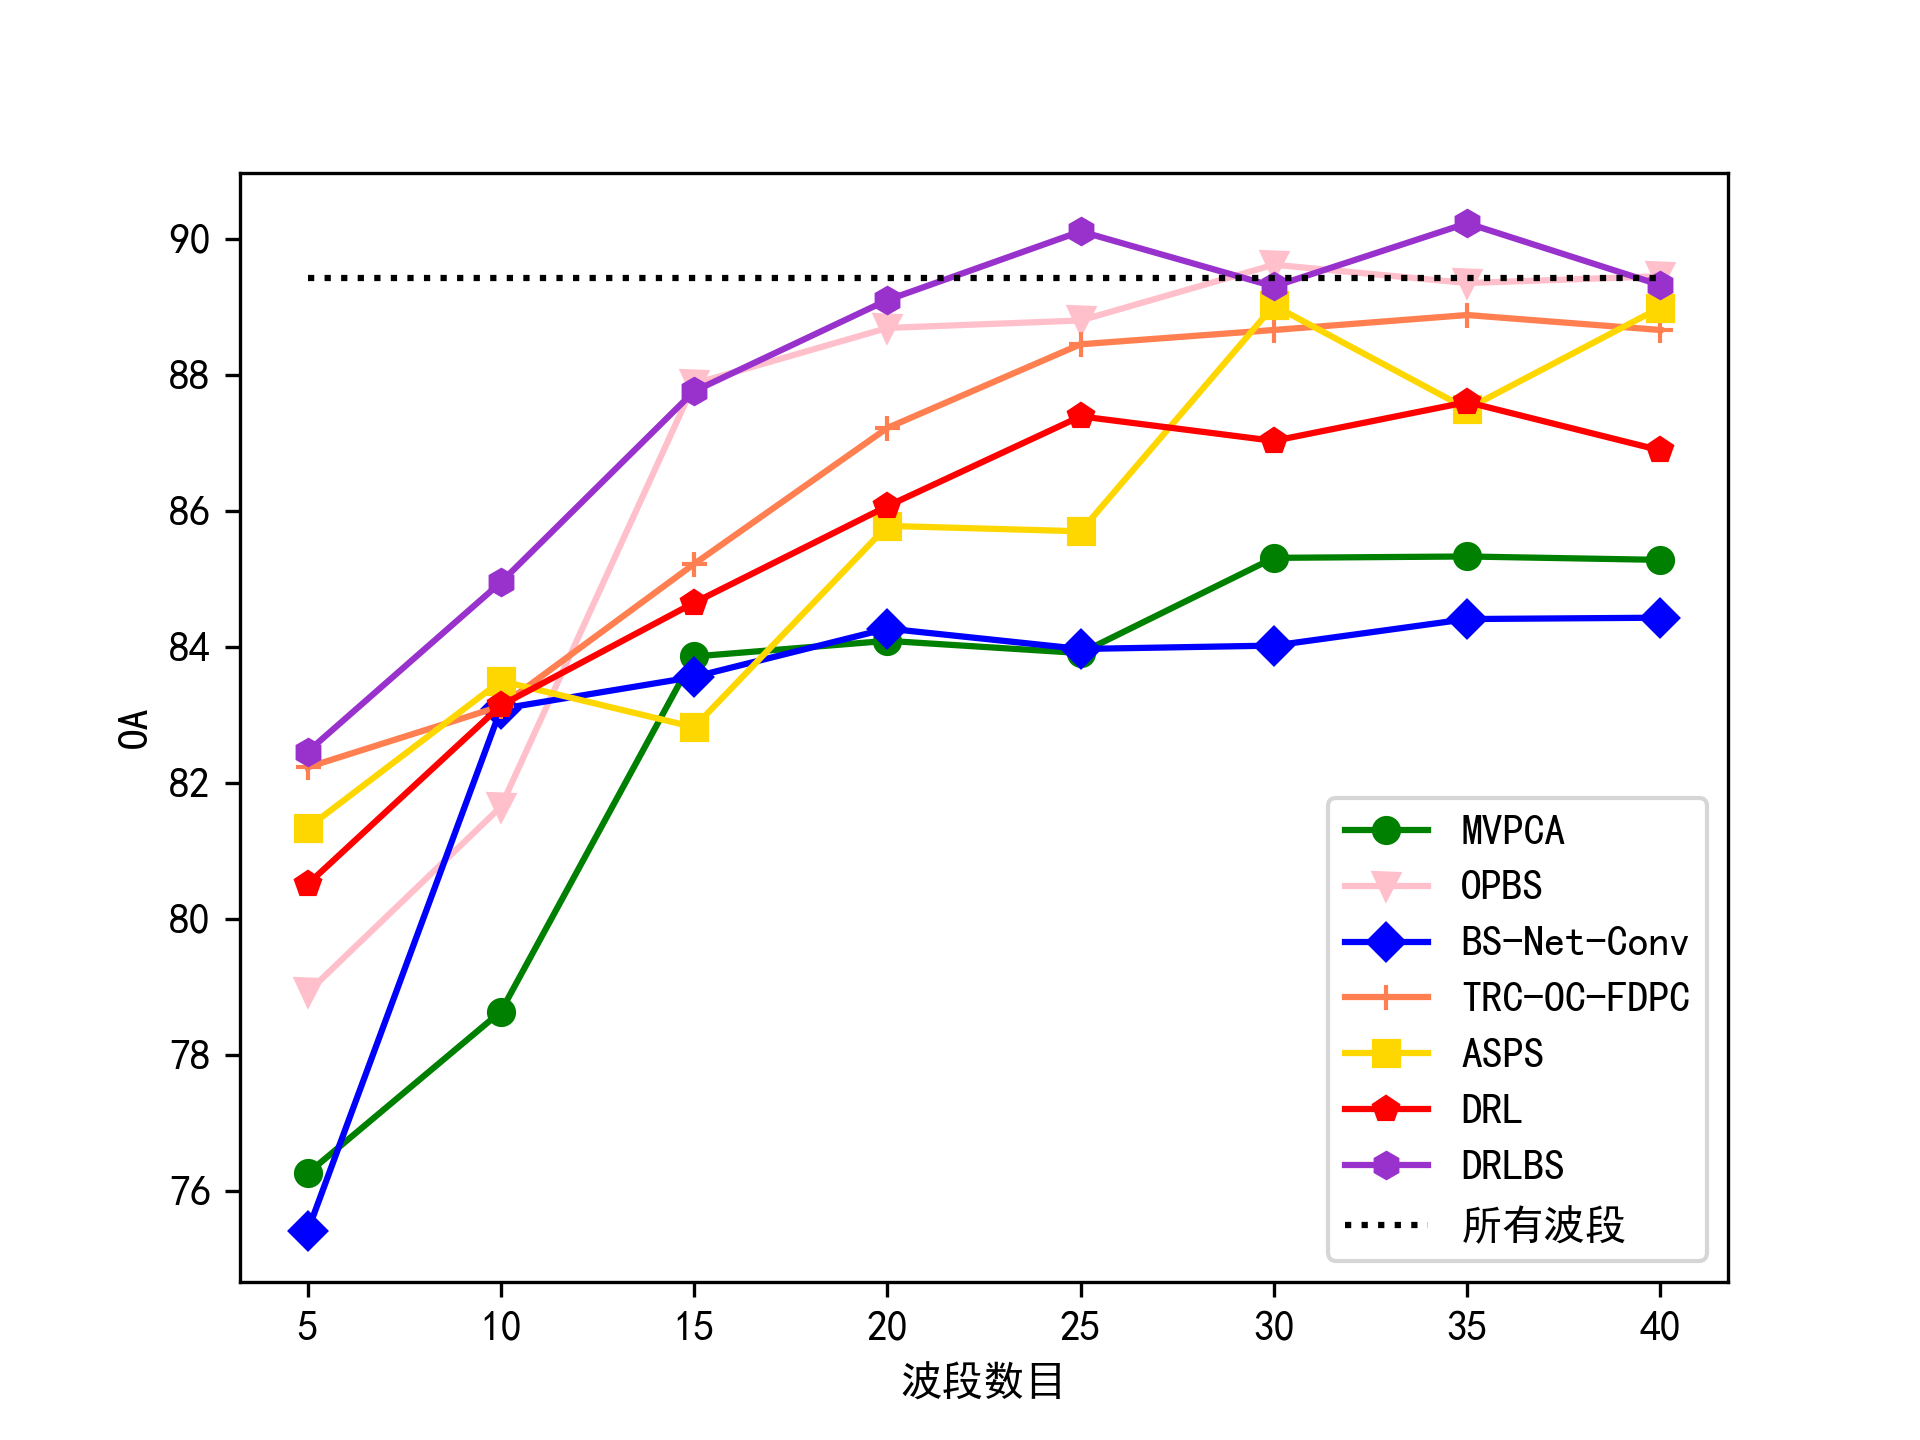 90
88
86
84
82
80
78
76
OA
5 10 15 20 25 30 35 40
波段数目
MVPCA
OPBS
BS-Net-Conv
TRC-OC-FDPC
ASPS
DRL
DRLBS
所有波段